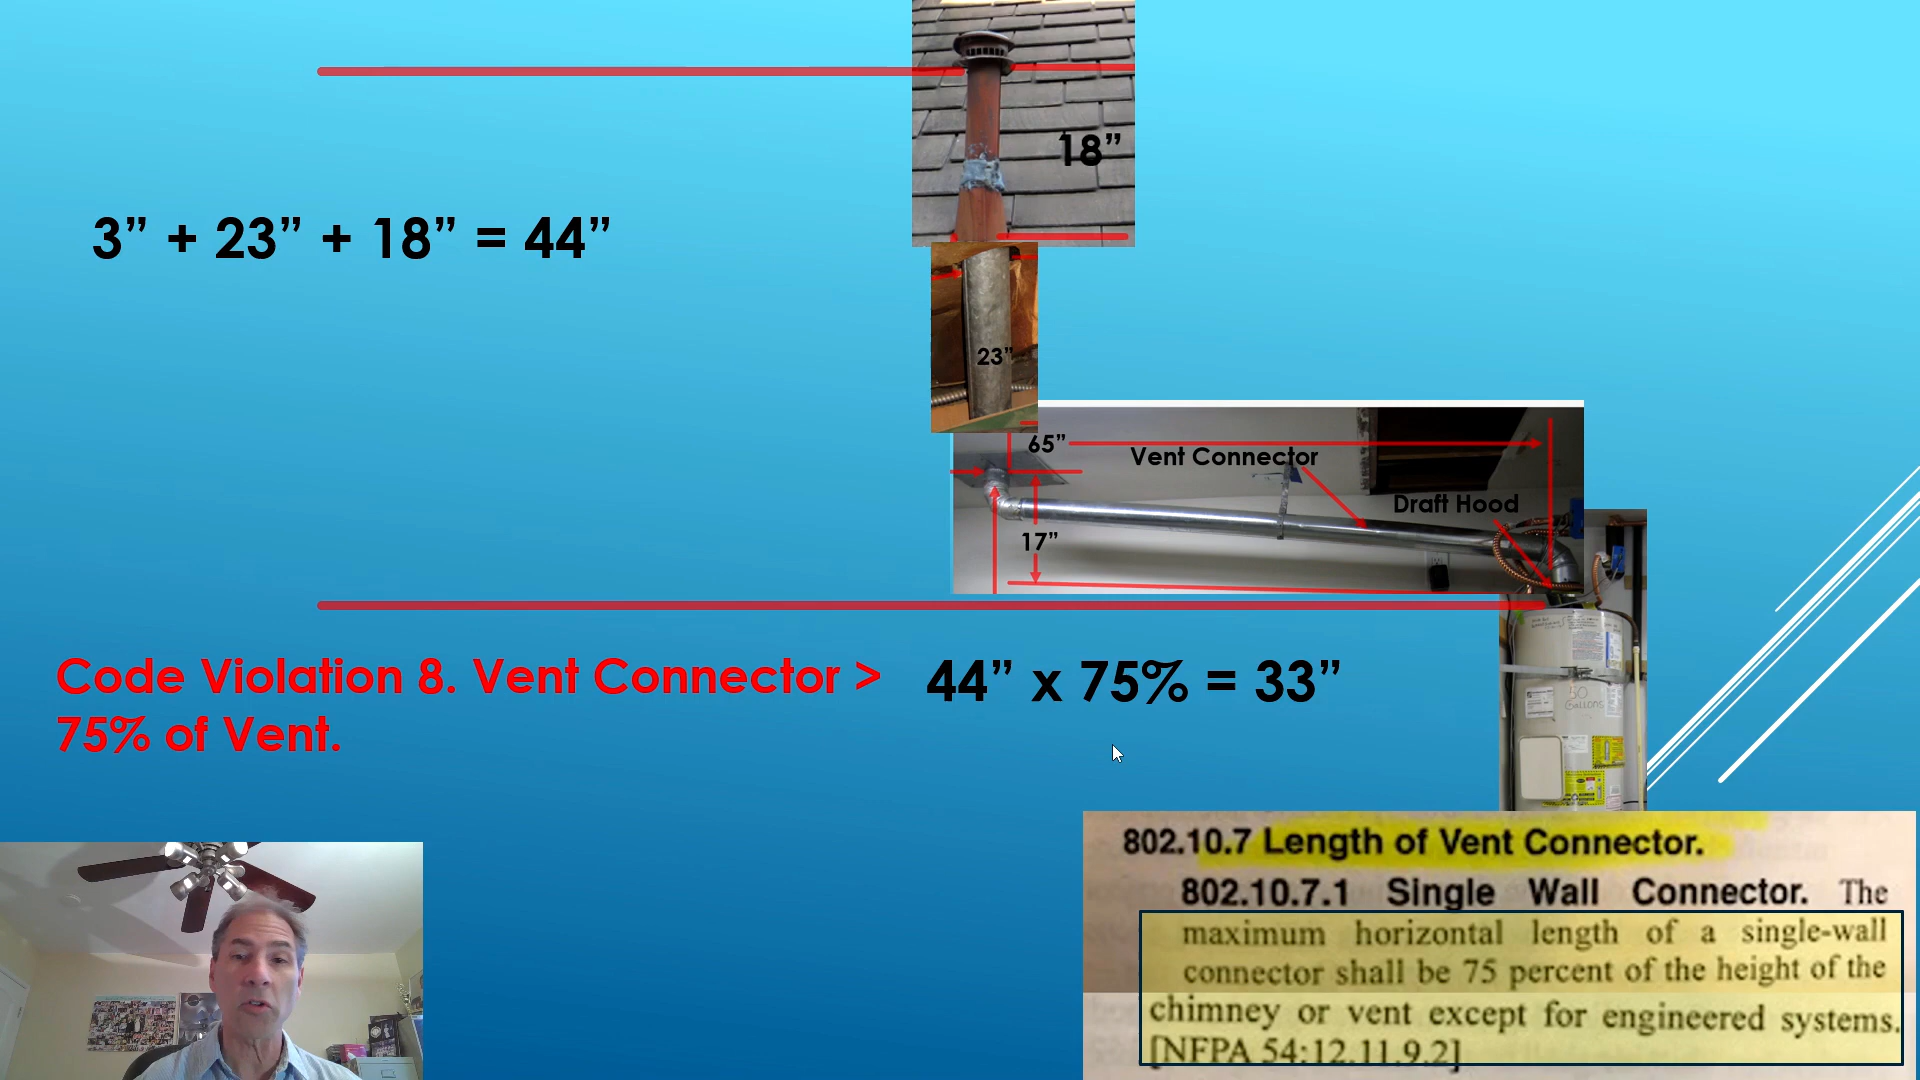 18”
3” + 23” + 18” = 44”
23”
65”
Vent Connector
Draft Hood
17”
Code Violation 8. Vent Connector >
75% of Vent.
44” x 75% = 33”
50
Gallons
802.10.7 Length of Vent Connector.
802.10.7.1 Single Wall Connector. The
maximum horizontal length of a single-wall
connector shall be 75 percent of the height of the
chimney or vent except for engineered systems.
[NFPA 54:12.11.9.2]